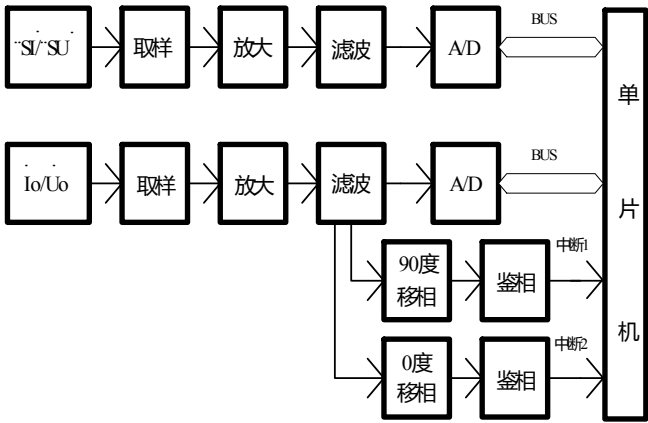 SI/SU
取样
放大
滤波
A/D
BUS
单片机
Io/Uo
取样
放大
滤波
A/D
BUS
90度
移相
鉴相
中断1
0度
移相
鉴相
中断2